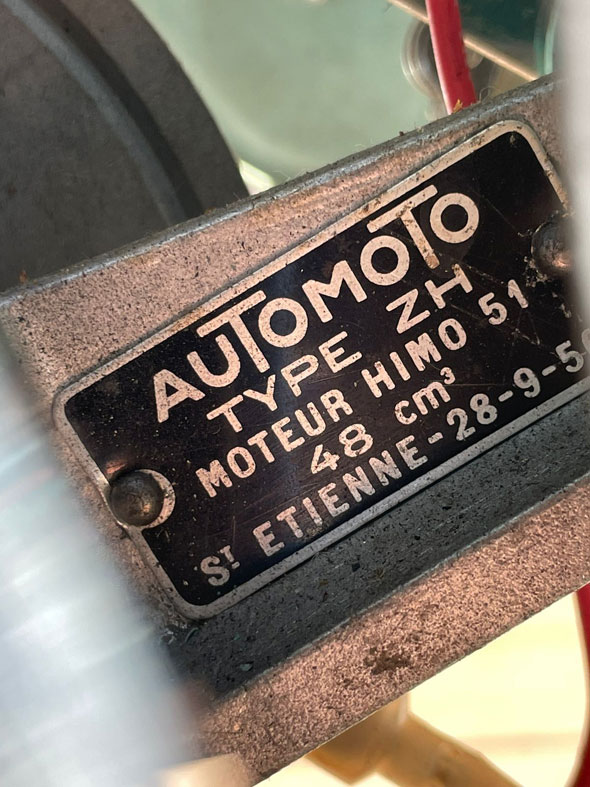 AUTOMOTO
TYPE ZH
MOTEUR HIMO 51
48 cm³
ST ETIENNE-28-9-5